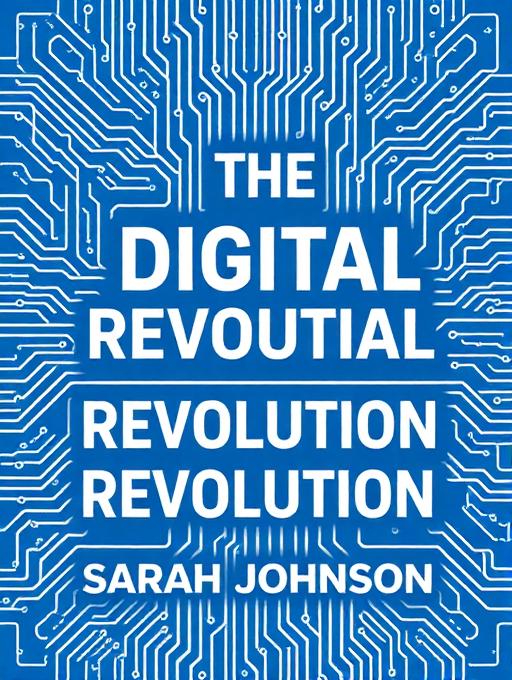 THE
DIGITAL
REVOUTIAL
REVOLUTION
REVOLUTION
SARAH JOHNSON